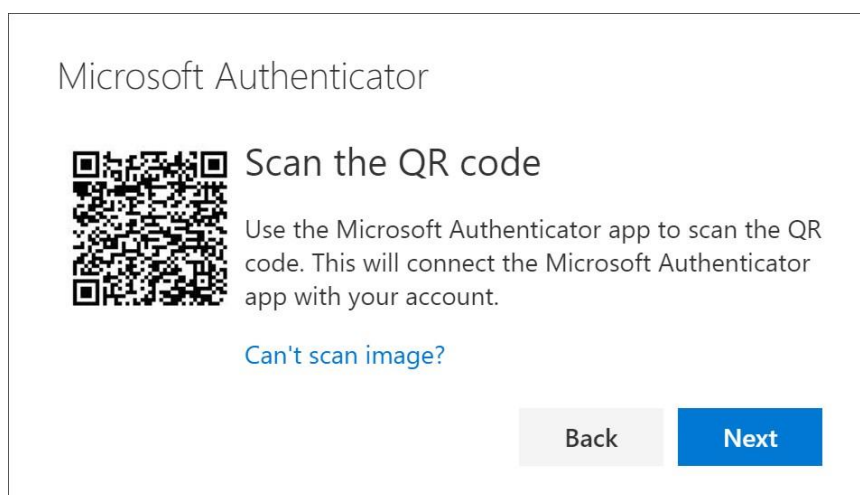 Microsoft Authenticator
Scan the QR code
Use the Microsoft Authenticator app to scan the QR
code. This will connect the Microsoft Authenticator
app with your account.
Can't scan image?
Back
Next